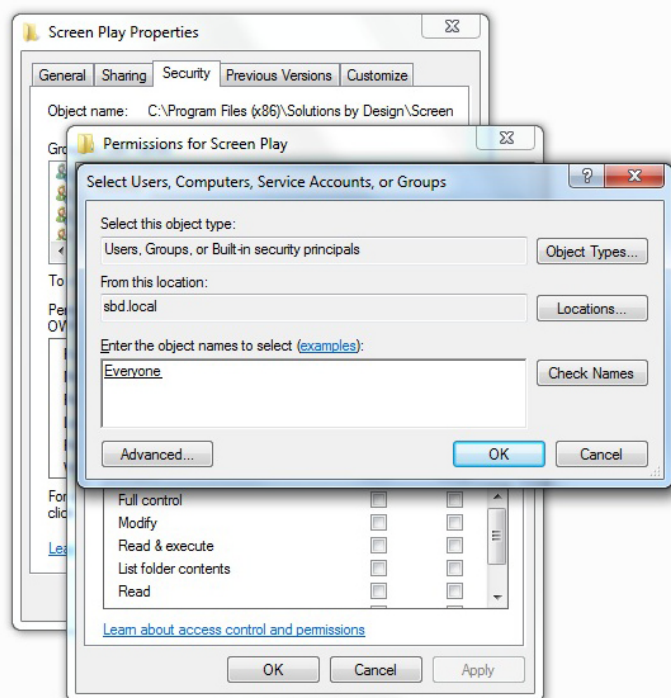 Screen Play Properties
General Sharing Security Previous Versions Customize
Object name: C:\Program Files (x86)\Solutions by Design\Screen
Permissions for Screen Play
Select Users, Computers, Service Accounts, or Groups
Select this object type:
Users, Groups, or Built-in security principals
Object Types...
From this location:
sbd.local
Locations...
Enter the object names to select (examples):
Everyone
Check Names
Advanced...
OK
Cancel
To
For
clic
Lea
Full control
Modify
Read & execute
List folder contents
Read
Learn about access control and permissions
OK
Cancel
Apply